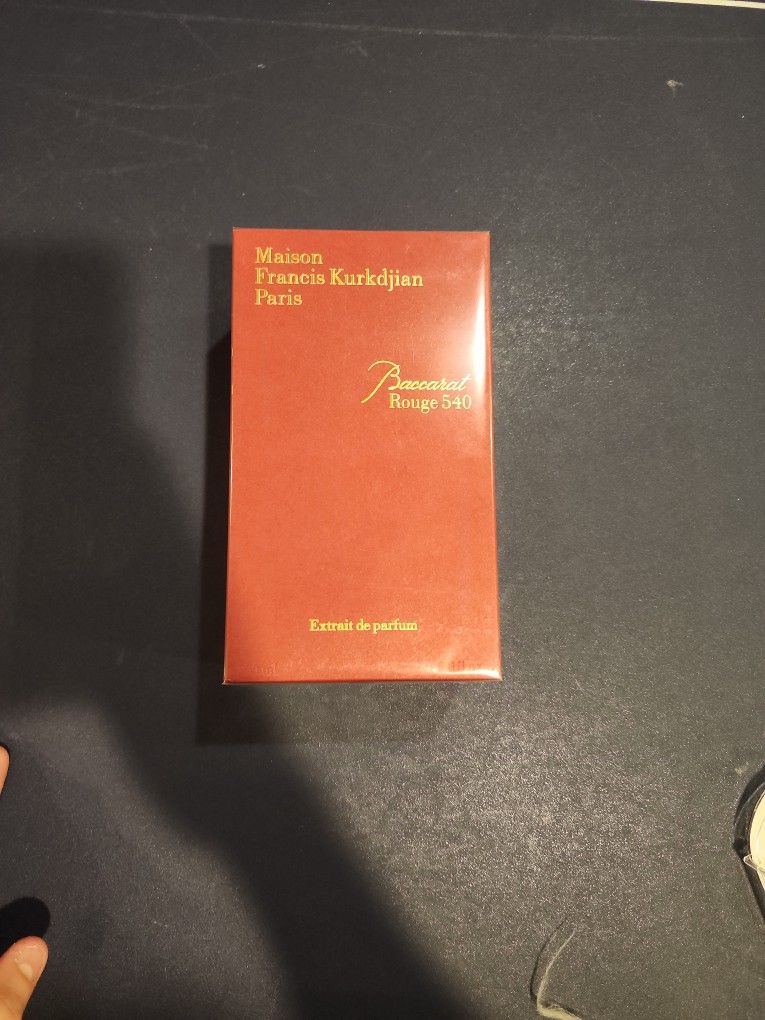 Maison
Francis Kurkdjian
Paris
Baccarat
Rouge 540
Extrait de parfum